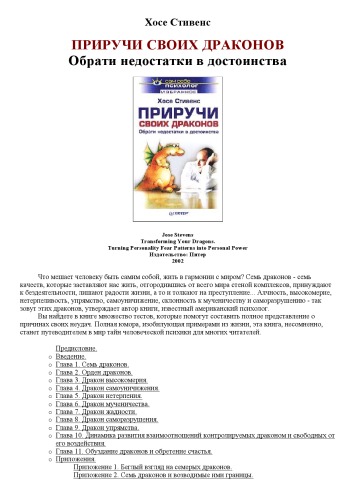 Хосе Стивенс
ПРИРУЧИ СВОИХ ДРАКОНОВ
Обрати недостатки в достоинства
сам себе
ПСИХОЛОГ
ИЗБРАННОЕ
Хосе Стивенс
ПРИРУЧИ
СВОИХ ДРАКОНОВ
Обрати недостатки в достоинства
ПИТЕР
Jose Stevens
Transforming Your Dragons.
Turning Personality Fear Patterns into Personal Power
Издательство: Питер
2002
Что мешает человеку быть самим собой, жить в гармонии с миром? Семь драконов - семь
качеств, которые заставляют нас жить, отгородившись от всего мира стеной комплексов, принуждают
к бездеятельности, лишают радости жизни, а то и толкают на преступление... Алчность, высокомерие,
нетерпеливость, упрямство, самоуничижение, склонность к мученичеству и саморазрушению - так
зовут этих драконов, утверждает автор книги, известный американский психолог.
Вы найдете в книге множество тестов, которые помогут составить полное представление о
причинах своих неудач. Полная юмора, изобилующая примерами из жизни, эта книга, несомненно,
станет путеводителем в мир тайн человеческой психики для многих читателей.
Предисловие.
Введение.
Глава 1. Семь драконов.
Глава 2. Орден драконов.
Глава 3. Дракон высокомерия.
Глава 4. Дракон самоуничижения.
Глава 5. Дракон нетерпения.
Глава 6. Дракон мученичества.
Глава 7. Дракон жадности.
Глава 8. Дракон саморазрушения.
Глава 9. Дракон упрямства.
Глава 10. Динамика развития взаимоотношений контролируемых драконом и свободных от
его воздействия.
Глава 11. Обуздание драконов и обретение счастья.
Приложения.
Приложение 1. Беглый взгляд на семерых драконов.
Приложение 2. Семь драконов и возводимые ими границы.